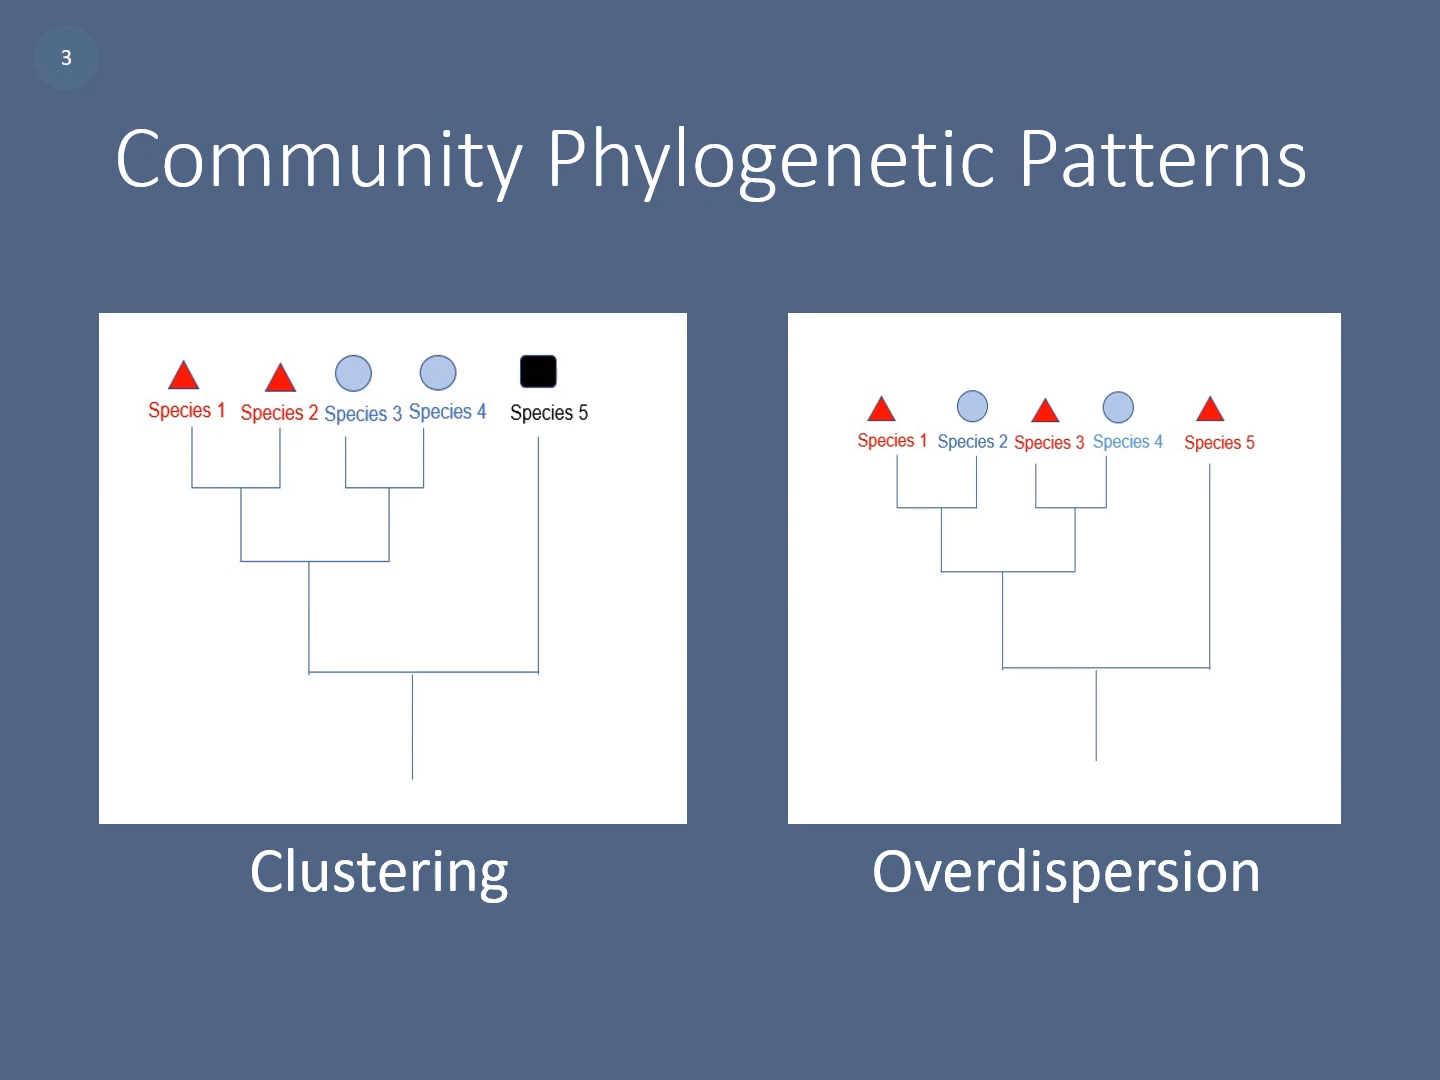 3
Community Phylogenetic Patterns
Species 1 Species 2 Species 3 Species 4 Species 5
Species 1 Species 2 Species 3 Species 4 Species 5
Clustering
Overdispersion